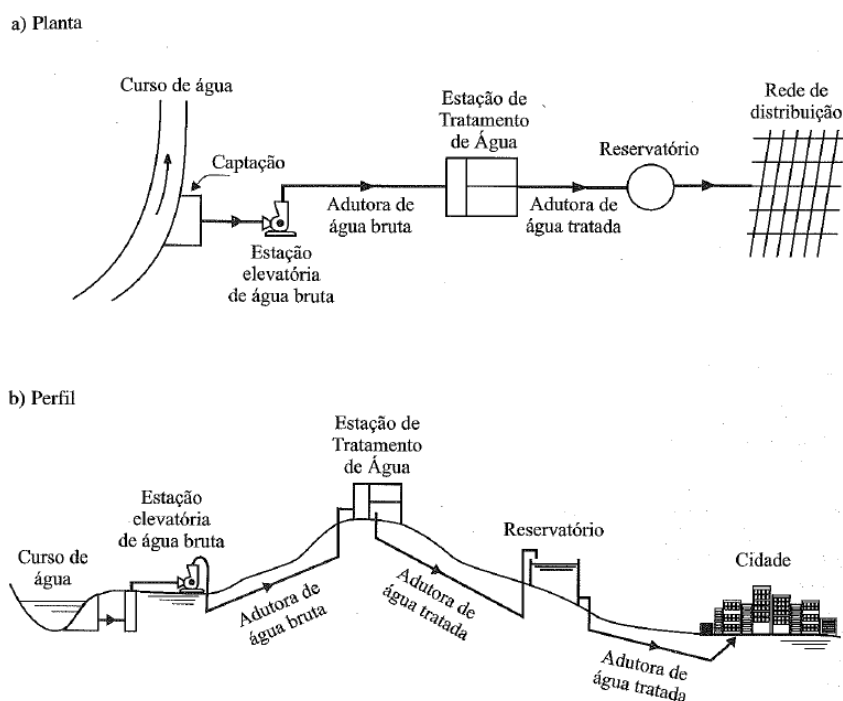 a) Planta
Curso de água
Captação
Estação
elevatória
de água bruta
Adutora de
água bruta
Estação de
Tratamento
de Água
Adutora de
água tratada
Reservatório
Rede de
distribuição
b) Perfil
Curso de
água
Estação
elevatória
de água bruta
Adutora de
água bruta
Estação de
Tratamento
de Água
Adutora de
água tratada
Reservatório
Adutora de
água tratada
Cidade